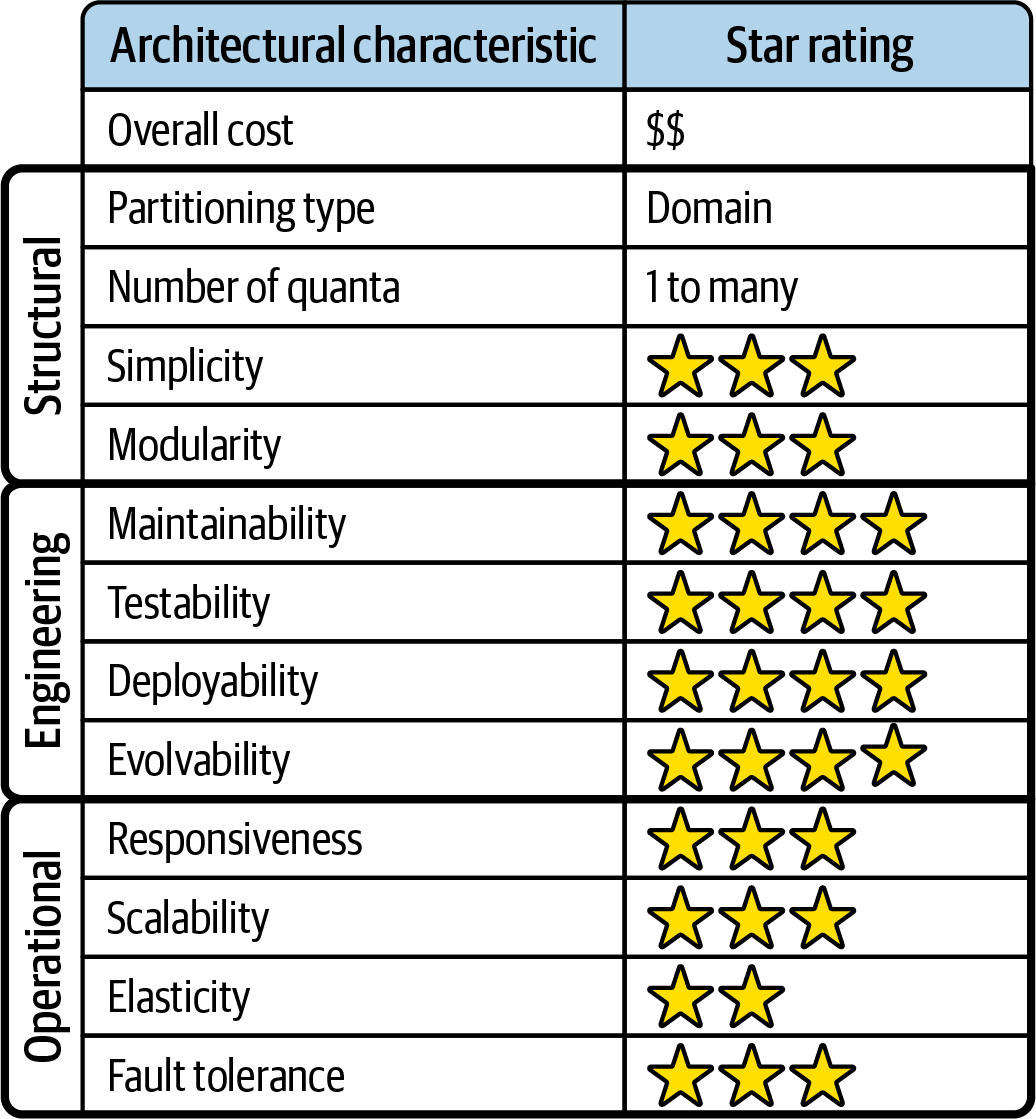 Architectural characteristic Star rating
Overall cost $$
Structural
Partitioning type Domain
Number of quanta 1 to many
Simplicity
Modularity
Engineering
Maintainability
Testability
Deployability
Evolvability
Operational
Responsiveness
Scalability
Elasticity
Fault tolerance